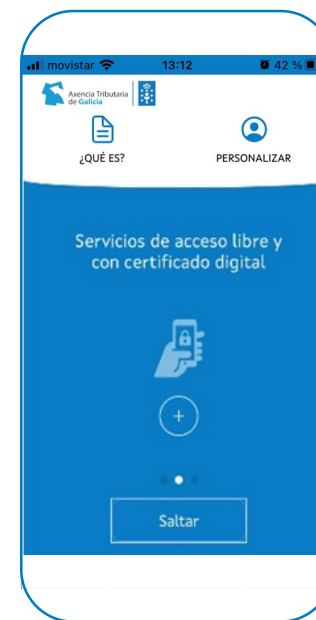 movistar 13:12 42 %
Axencia Tributaria
de Galicia
¿QUÉ ES? PERSONALIZAR
Servicios de acceso libre y
con certificado digital
+
Saltar